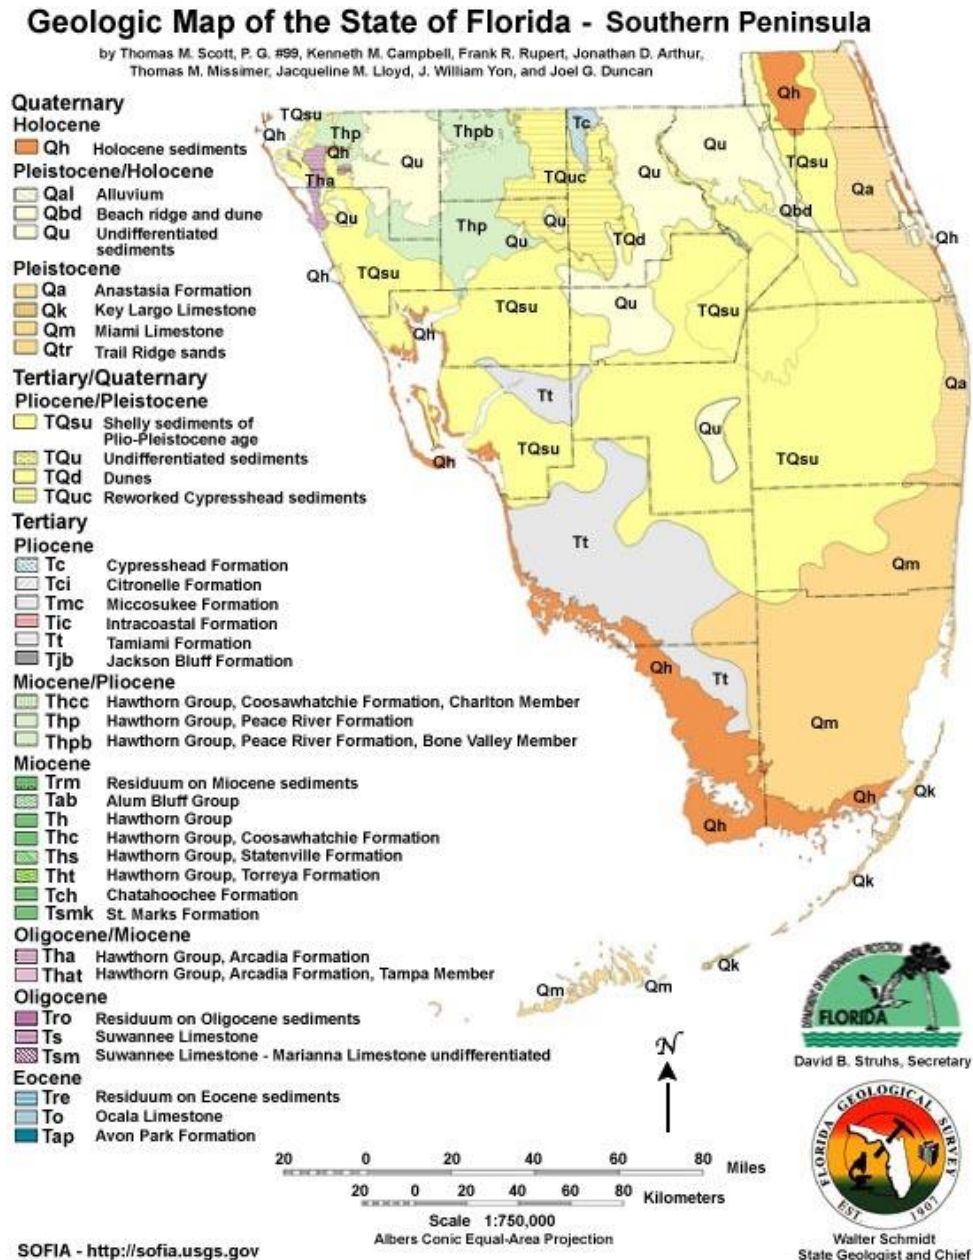 Geologic Map of the State of Florida - Southern Peninsula
by Thomas M. Scott, P. G. #99, Kenneth M. Campbell, Frank R. Rupert, Jonathan D. Arthur,
Thomas M. Missimer, Jacqueline M. Lloyd, J. William Yon, and Joel G. Duncan
Quaternary
Holocene
Qh Holocene sediments
Pleistocene/Holocene
Qal Alluvium
Qbd Beach ridge and dune
Qu Undifferentiated
sediments
Pleistocene
Qa Anastasia Formation
Qk Key Largo Limestone
Qm Miami Limestone
Qtr Trail Ridge sands
Tertiary/Quaternary
Pliocene/Pleistocene
TQsu Shelly sediments of
Plio-Pleistocene age
TQu Undifferentiated sediments
TQd Dunes
TQuc Reworked Cypresshead sediments
Tertiary
Pliocene
Tc Cypresshead Formation
Tci Citronelle Formation
Tmc Miccosukee Formation
Tic Intracoastal Formation
Tt Tamiami Formation
Tjb Jackson Bluff Formation
Miocene/Pliocene
Thcc Hawthorn Group, Coosawhatchie Formation, Charlton Member
Thp Hawthorn Group, Peace River Formation
Thpb Hawthorn Group, Peace River Formation, Bone Valley Member
Miocene
Trm Residuum on Miocene sediments
Tab Alum Bluff Group
Th Hawthorn Group
Thc Hawthorn Group, Coosawhatchie Formation
Ths Hawthorn Group, Statenville Formation
Tht Hawthorn Group, Torreya Formation
Tch Chatahoochee Formation
Tsmk St. Marks Formation
Oligocene/Miocene
Tha Hawthorn Group, Arcadia Formation
That Hawthorn Group, Arcadia Formation, Tampa Member
Oligocene
Tro Residuum on Oligocene sediments
Ts Suwannee Limestone
Tsm Suwannee Limestone - Marianna Limestone undifferentiated
Eocene
Tre Residuum on Eocene sediments
To Ocala Limestone
Tap Avon Park Formation
Qh
TQsu
Qh
Thp
Thpb
Tc
Qu
Qh
Qu
TQsu
Tha
TQuc
Qu
Qa
Qu
Thp
Qu
Qbd
Qu
TQd
Qh
Qh
TQsu
TQsu
Qu
TQsu
Qh
Qa
Tt
Qu
TQsu
Qh
TQsu
Tt
Qm
Qh
Tt
Qm
Qh
Qk
Qh
Qk
Qk
Qm
Qm
N
20 0 20 40 60 80 Miles
20 0 20 40 60 80 Kilometers
Scale 1:750,000
Albers Conic Equal-Area Projection
SOFIA - http://sofia.usgs.gov
DEPARTMENT OF ENVIRONMENTAL PROTECTION
FLORIDA
David B. Struhs, Secretary
FLORIDA GEOLOGICAL SURVEY
EST. 1907
Walter Schmidt
State Geologist and Chief